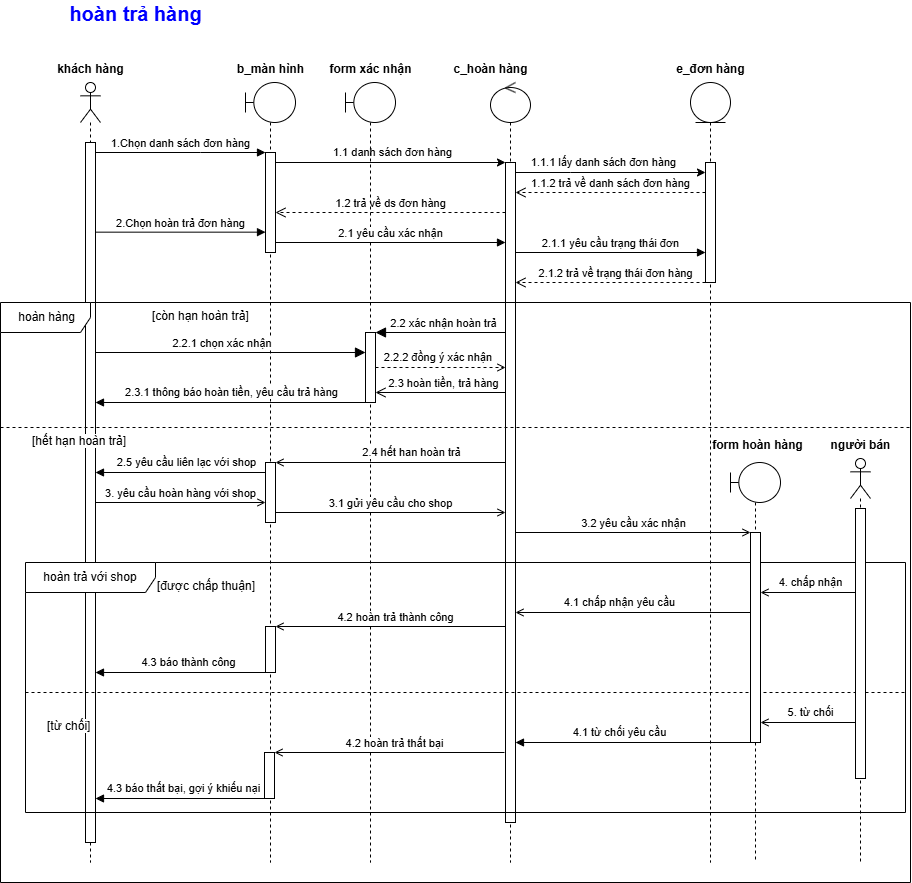 hoàn trả hàng
khách hàng
b_màn hỉnh
form xác nhận
c_hoàn hàng
e_đơn hàng
1.Chọn danh sách đơn hàng
1.1 danh sách đơn hàng
1.1.1 lấy danh sách đơn hàng
1.1.2 trả về danh sách đơn hàng
1.2 trả về ds đơn hàng
2.Chọn hoàn trả đơn hàng
2.1 yêu cầu xác nhận
2.1.1 yêu cầu trạng thái đơn
2.1.2 trả về trạng thái đơn hàng
hoản hàng
[còn hạn hoàn trả]
2.2 xác nhận hoàn trả
2.2.1 chọn xác nhận
2.2.2 đồng ý xác nhận
2.3 hoàn tiền, trả hàng
2.3.1 thông báo hoàn tiền, yêu cầu trả hàng
[hết hạn hoàn trả]
form hoàn hàng
người bán
2.4 hết han hoàn trả
2.5 yêu cầu liên lạc với shop
3. yêu cầu hoàn hàng với shop
3.1 gửi yêu cầu cho shop
3.2 yêu cầu xác nhận
hoàn trả với shop
[được chấp thuận]
4. chấp nhận
4.1 chấp nhận yêu cầu
4.2 hoàn trả thành công
4.3 báo thành công
[từ chối]
5. từ chối
4.1 từ chối yêu cầu
4.2 hoàn trả thất bại
4.3 báo thất bại, gợi ý khiếu nại